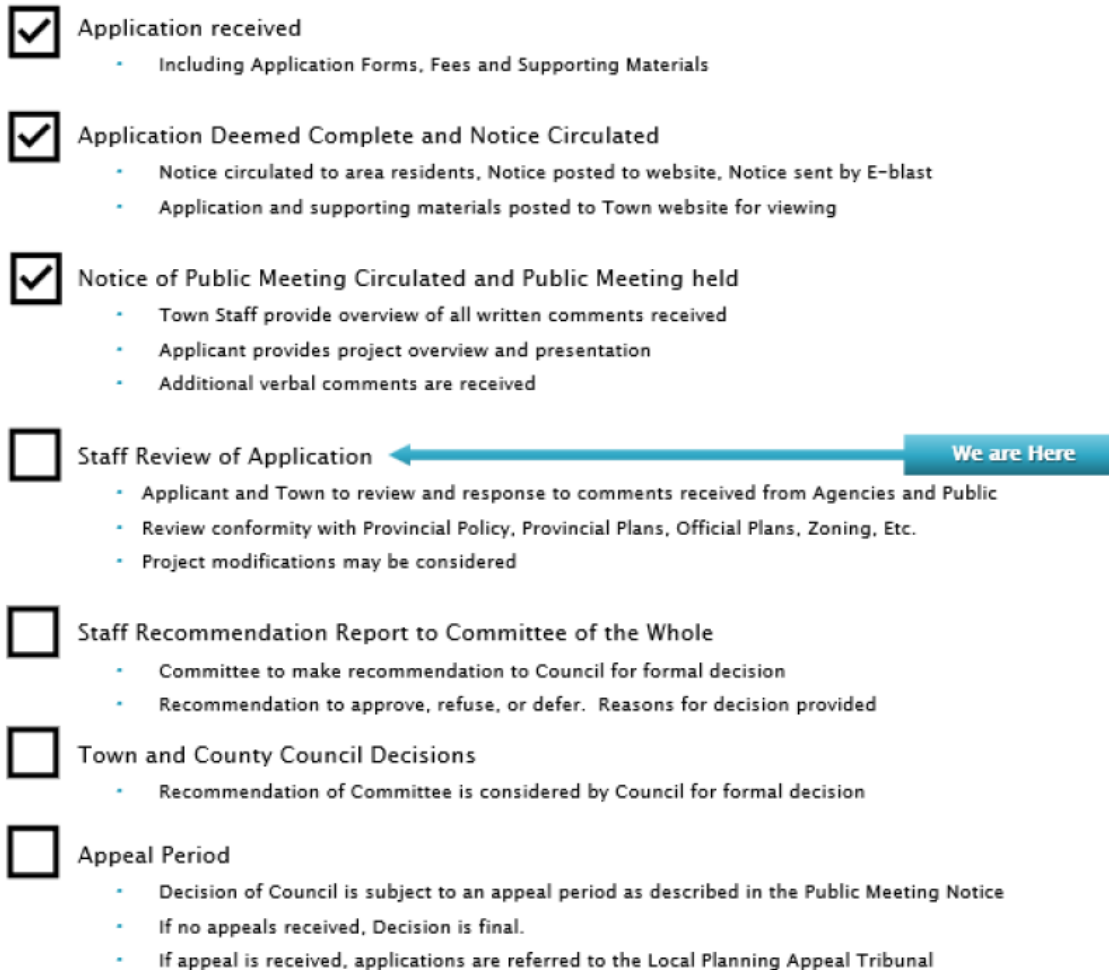 Application received
Including Application Forms, Fees and Supporting Materials
Application Deemed Complete and Notice Circulated
Notice circulated to area residents, Notice posted to website, Notice sent by E-blast
Application and supporting materials posted to Town website for viewing
Notice of Public Meeting Circulated and Public Meeting held
Town Staff provide overview of all written comments received
Applicant provides project overview and presentation
Additional verbal comments are received
Staff Review of Application
We are Here
Applicant and Town to review and response to comments received from Agencies and Public
Review conformity with Provincial Policy, Provincial Plans, Official Plans, Zoning, Etc.
Project modifications may be considered
Staff Recommendation Report to Committee of the Whole
Committee to make recommendation to Council for formal decision
Recommendation to approve, refuse, or defer.  Reasons for decision provided
Town and County Council Decisions
Recommendation of Committee is considered by Council for formal decision
Appeal Period
Decision of Council is subject to an appeal period as described in the Public Meeting Notice
If no appeals received, Decision is final.
If appeal is received, applications are referred to the Local Planning Appeal Tribunal